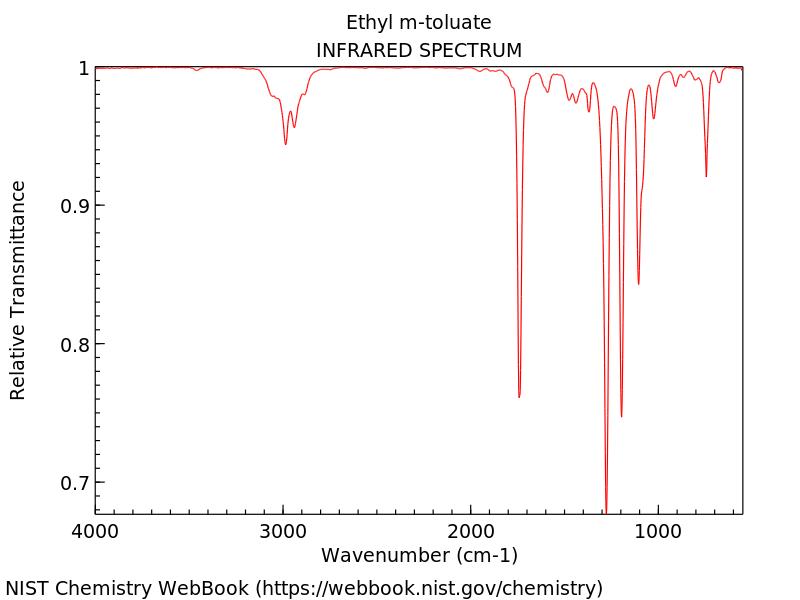 Ethyl m-toluate
INFRARED SPECTRUM
1
0.9
0.8
0.7
Relative Transmittance
4000 3000 2000 1000
Wavenumber (cm-1)
NIST Chemistry WebBook (https://webbook.nist.gov/chemistry)